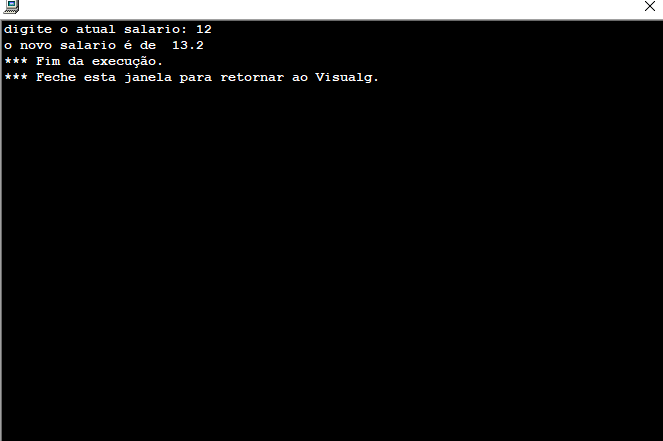 digite o atual salario: 12
o novo salario é de  13.2
*** Fim da execução.
*** Feche esta janela para retornar ao Visualg.